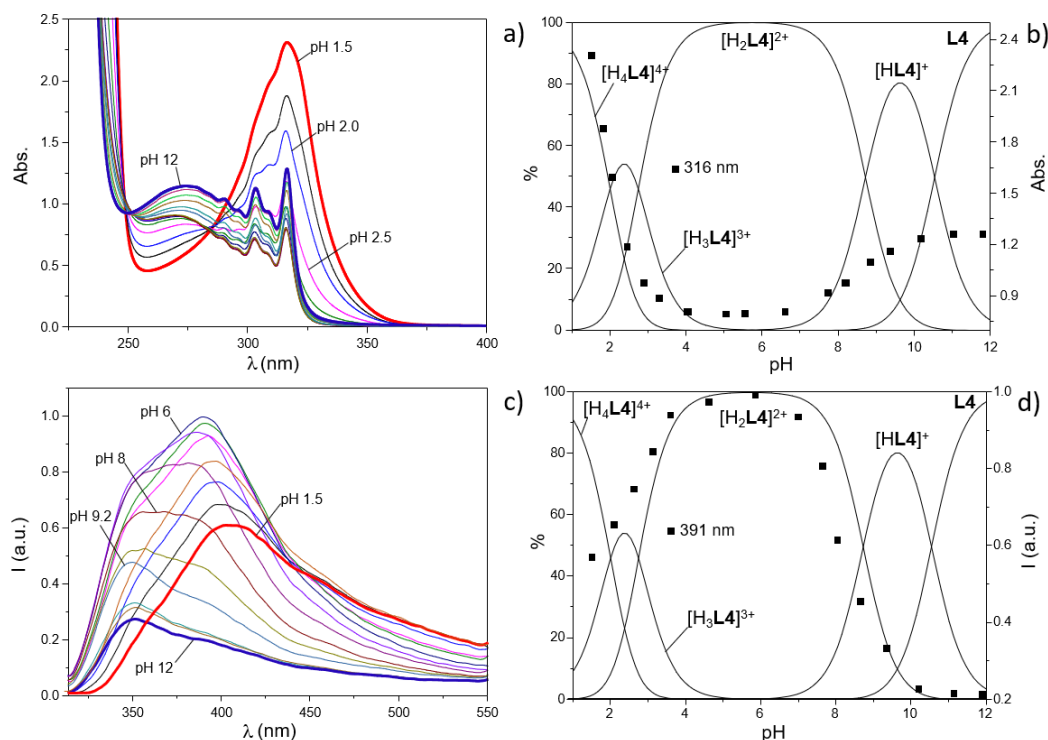 a)
2.5
2.0
1.5
1.0
0.5
0.0
Abs.
pH 1.5
pH 2.0
pH 12
pH 2.5
250
300
350
400
λ (nm)
b)
100
80
60
40
20
0
%
[H₄L4]⁴⁺
[H₂L4]²⁺
[HL4]⁺
L4
316 nm
[H₃L4]³⁺
2.4
2.1
1.8
1.5
1.2
0.9
Abs.
2
4
6
8
10
12
pH
c)
1.0
0.8
0.6
0.4
0.2
0.0
I (a.u.)
pH 6
pH 8
pH 9.2
pH 1.5
pH 12
350
400
450
500
550
λ (nm)
d)
100
80
60
40
20
0
%
[H₄L4]⁴⁺
[H₂L4]²⁺
[HL4]⁺
L4
391 nm
[H₃L4]³⁺
1.0
0.8
0.6
0.4
0.2
I (a.u.)
2
4
6
8
10
12
pH